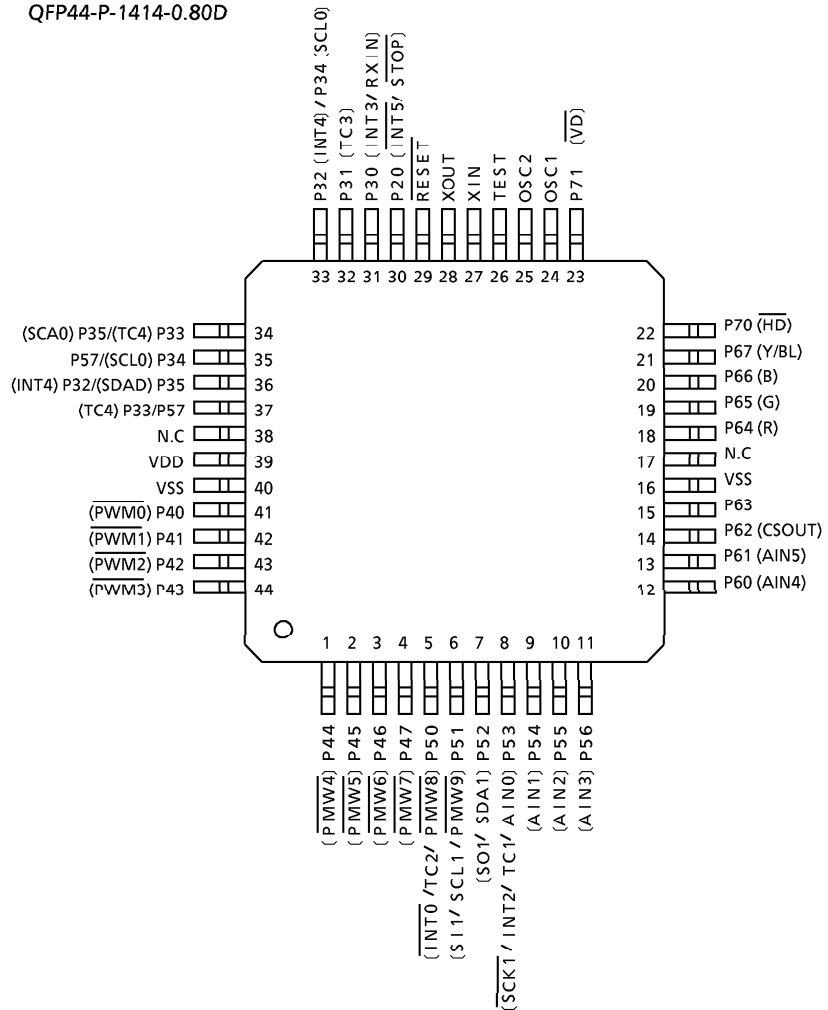 QFP44-P-1414-0.80D
P32 (INT4) / P34 (SCL0)
P31 (TC3)
P30 (INT3/ RXIN)
P20 (INT5/ STOP)
RESET
XOUT
XIN
TEST
OSC2
OSC1
P71 (VD)
33 32 31 30 29 28 27 26 25 24 23
(SCA0) P35/(TC4) P33 34
P57/(SCL0) P34 35
(INT4) P32/(SDAD) P35 36
(TC4) P33/P57 37
N.C 38
VDD 39
VSS 40
(PWM0) P40 41
(PWM1) P41 42
(PWM2) P42 43
(PWM3) P43 44
22 P70 (HD)
21 P67 (Y/BL)
20 P66 (B)
19 P65 (G)
18 P64 (R)
17 N.C
16 VSS
15 P63
14 P62 (CSOUT)
13 P61 (AIN5)
12 P60 (AIN4)
1 2 3 4 5 6 7 8 9 10 11
(PMW4) P44
(PMW5) P45
(PMW6) P46
(PMW7) P47
(INT0 /TC2/ PMW8) P50
(SI1/ SCL1/PMW9) P51
(SO1/ SDA1) P52
(SCK1/ INT2/ TC1/ AIN0) P53
(AIN1) P54
(AIN2) P55
(AIN3) P56